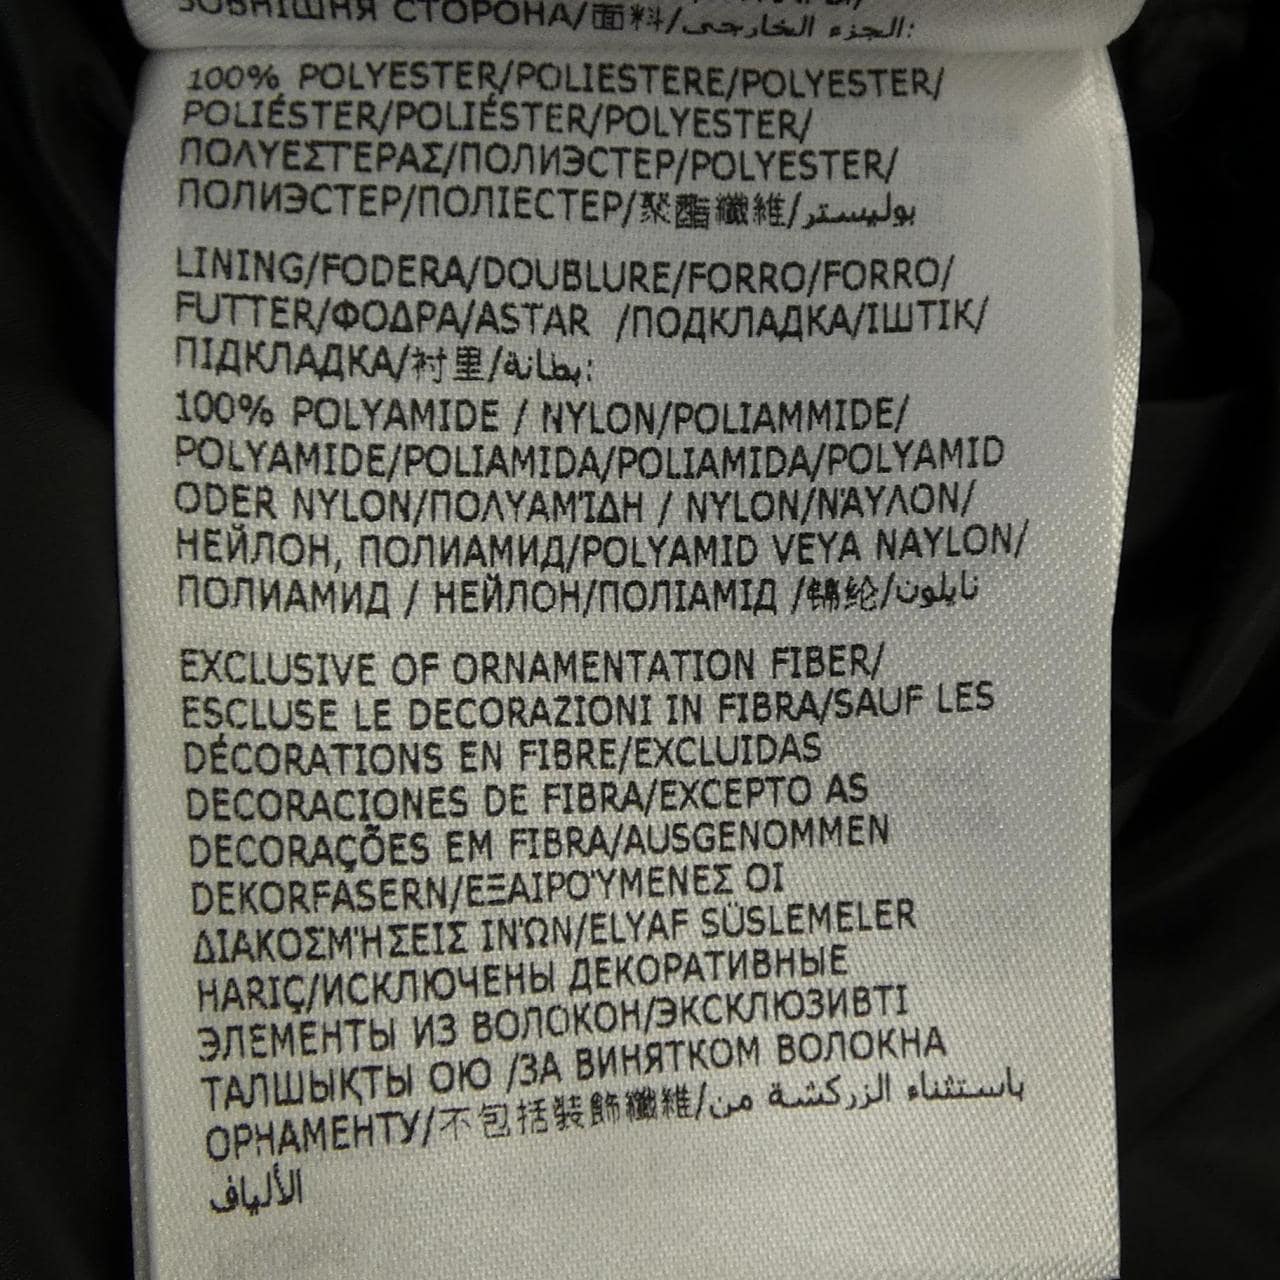 ЗОВНІШНЯ СТОРОНА/面料/الجزء الخارجي:
100% POLYESTER/POLIESTERE/POLYESTER/
POLIÉSTER/POLIÉSTER/POLYESTER/
ΠΟΛΥΕΣΤΕΡΑΣ/ПОЛИЭСТЕР/POLYESTER/
ПОЛИЭСТЕР/ПОЛІЕСТЕР/聚酯纖維/بوليستر
LINING/FODERA/DOUBLURE/FORRO/FORRO/
FUTTER/ΦΟΔΡΑ/ASTAR /ПОДКЛАДКА/ІШТІК/
ПІДКЛАДКА/衬里/بطانة:
100% POLYAMIDE / NYLON/POLIAMMIDE/
POLYAMIDE/POLIAMIDA/POLIAMIDA/POLYAMID
ODER NYLON/ΠΟΛΥΑΜΊΔΗ / NYLON/ΝΆΥΛΟΝ/
НЕЙЛОН, ПОЛИАМИД/POLYAMID VEYA NAYLON/
ПОЛИАМИД / НЕЙЛОН/ПОЛІАМІД /锦纶/نايلون
EXCLUSIVE OF ORNAMENTATION FIBER/
ESCLUSE LE DECORAZIONI IN FIBRA/SAUF LES
DÉCORATIONS EN FIBRE/EXCLUIDAS
DECORACIONES DE FIBRA/EXCEPTO AS
DECORAÇÕES EM FIBRA/AUSGENOMMEN
DEKORFASERN/ΕΞΑΙΡΟΎΜΕΝΕΣ ΟΙ
ΔΙΑΚΟΣΜΉΣΕΙΣ ΙΝΏΝ/ELYAF SÜSLEMELER
HARIÇ/ИСКЛЮЧЕНЫ ДЕКОРАТИВНЫЕ
ЭЛЕМЕНТЫ ИЗ ВОЛОКОН/ЭКСКЛЮЗИВТІ
ТАЛШЫҚТЫ ОЮ /ЗА ВИНЯТКОМ ВОЛОКНА
ОРНАМЕНТУ/不包括裝飾纖維/باستثناء الزركشة من
الألياف